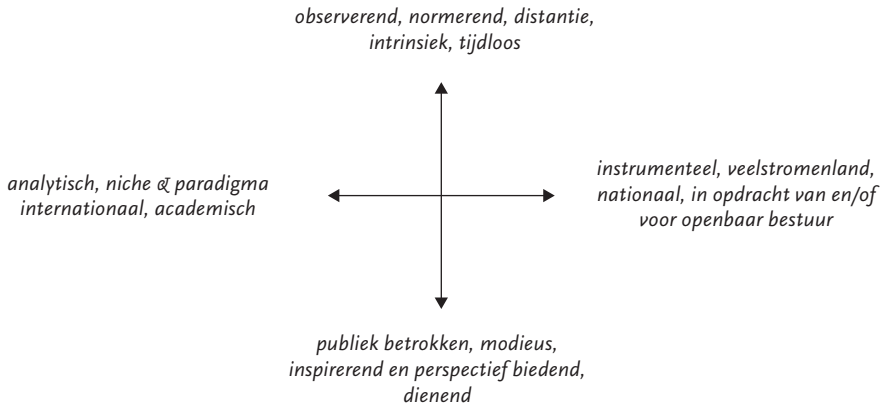 observerend, normerend, distantie,
intrinsiek, tijdloos
analytisch, niche & paradigma
internationaal, academisch
instrumenteel, veelstromenland,
nationaal, in opdracht van en/of
voor openbaar bestuur
publiek betrokken, modieus,
inspirerend en perspectief biedend,
dienend